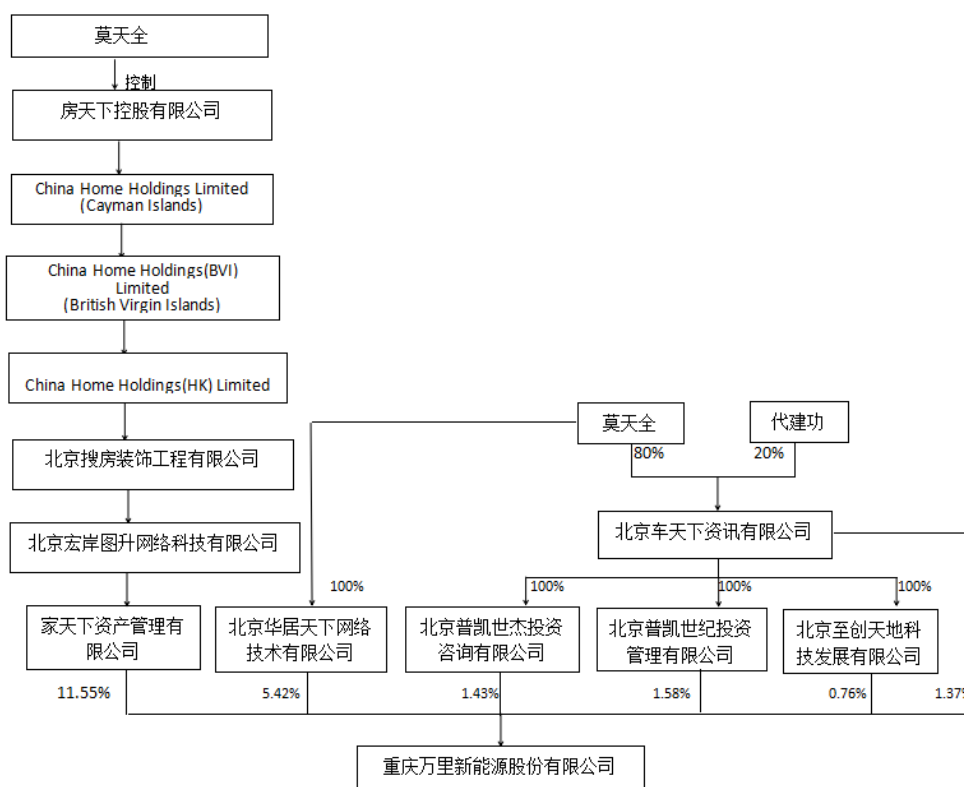 莫天全
控制
房天下控股有限公司
China Home Holdings Limited
(Cayman Islands)
China Home Holdings(BVI)
Limited
(British Virgin Islands)
China Home Holdings(HK) Limited
莫天全
代建功
80%
20%
北京搜房装饰工程有限公司
北京车天下资讯有限公司
北京宏岸图升网络科技有限公司
100%
100%
100%
100%
家天下资产管理有
限公司
北京华居天下网络
技术有限公司
北京普凯世杰投资
咨询有限公司
北京普凯世纪投资
管理有限公司
北京至创天地科
技发展有限公司
11.55%
5.42%
1.43%
1.58%
0.76%
1.37%
重庆万里新能源股份有限公司